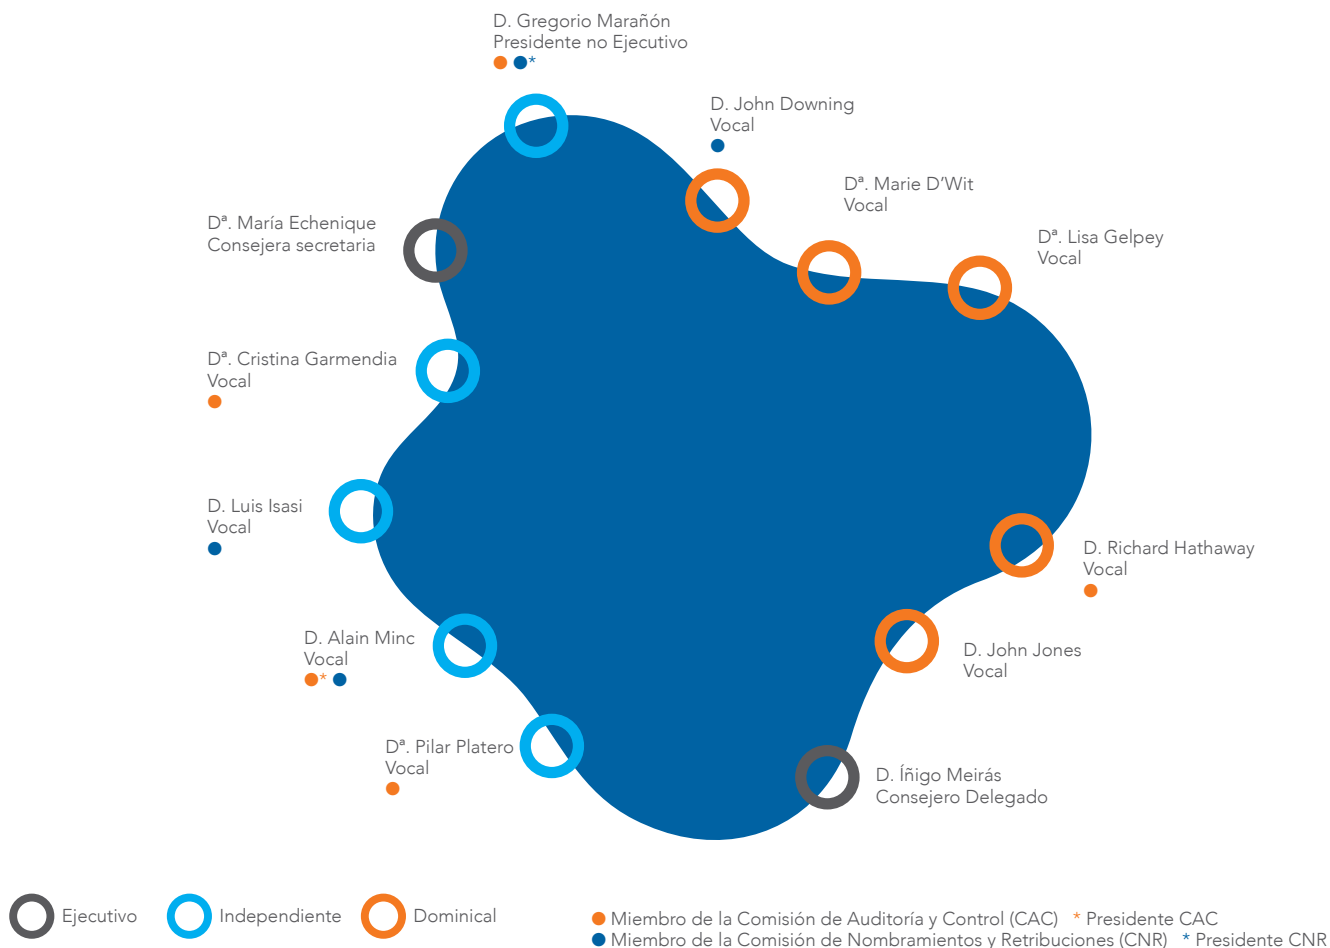 D. Gregorio Marañón
Presidente no Ejecutivo
*
D. John Downing
Vocal
Dª. Marie D’Wit
Vocal
Dª. Lisa Gelpey
Vocal
Dª. María Echenique
Consejera secretaria
Dª. Cristina Garmendia
Vocal
D. Luis Isasi
Vocal
D. Richard Hathaway
Vocal
D. Alain Minc
Vocal
*
D. John Jones
Vocal
Dª. Pilar Platero
Vocal
D. Íñigo Meirás
Consejero Delegado
Ejecutivo
Independiente
Dominical
Miembro de la Comisión de Auditoría y Control (CAC) * Presidente CAC
Miembro de la Comisión de Nombramientos y Retribuciones (CNR) * Presidente CNR